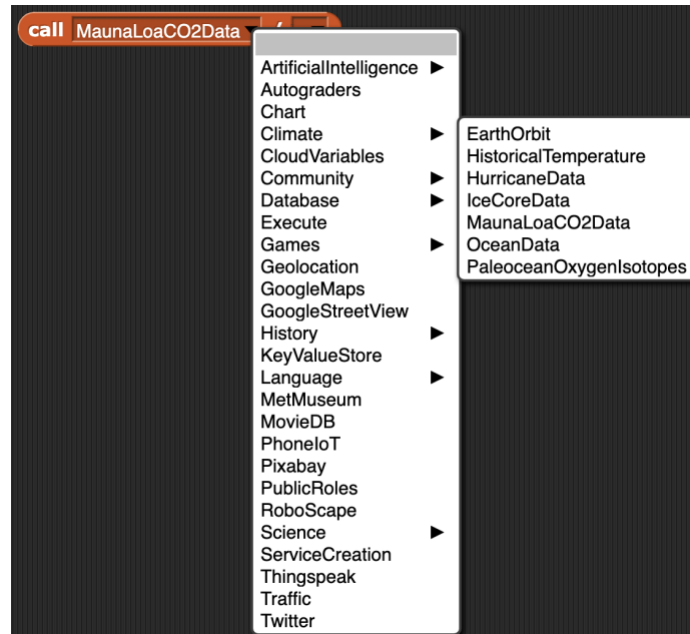 call MaunaLoaCO2Data /
ArtificialIntelligence
Autograders
Chart
Climate
CloudVariables
Community
Database
Execute
Games
Geolocation
GoogleMaps
GoogleStreetView
History
KeyValueStore
Language
MetMuseum
MovieDB
PhoneIoT
Pixabay
PublicRoles
RoboScape
Science
ServiceCreation
Thingspeak
Traffic
Twitter
EarthOrbit
HistoricalTemperature
HurricaneData
IceCoreData
MaunaLoaCO2Data
OceanData
PaleoceanOxygenIsotopes